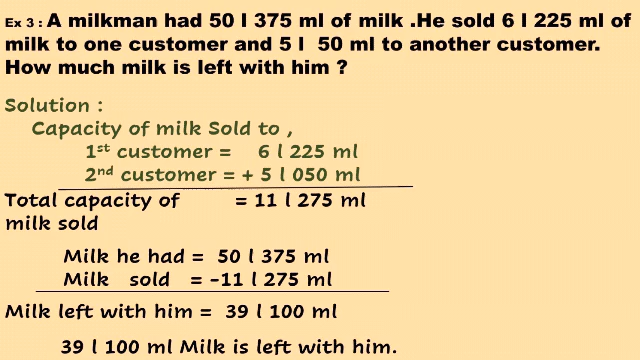 Ex 3 : A milkman had 50 l 375 ml of milk .He sold 6 l 225 ml of
milk to one customer and 5 l 50 ml to another customer.
How much milk is left with him ?
Solution :
Capacity of milk Sold to ,
1st customer = 6 l 225 ml
2nd customer = + 5 l 050 ml
Total capacity of = 11 l 275 ml
milk sold
Milk he had = 50 l 375 ml
Milk sold = -11 l 275 ml
Milk left with him = 39 l 100 ml
39 l 100 ml Milk is left with him.